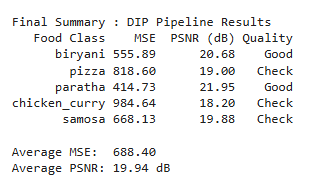 Final Summary : DIP Pipeline Results
Food Class MSE PSNR (dB) Quality
biryani 555.89 20.68 Good
pizza 818.60 19.00 Check
paratha 414.73 21.95 Good
chicken_curry 984.64 18.20 Check
samosa 668.13 19.88 Check
Average MSE: 688.40
Average PSNR: 19.94 dB